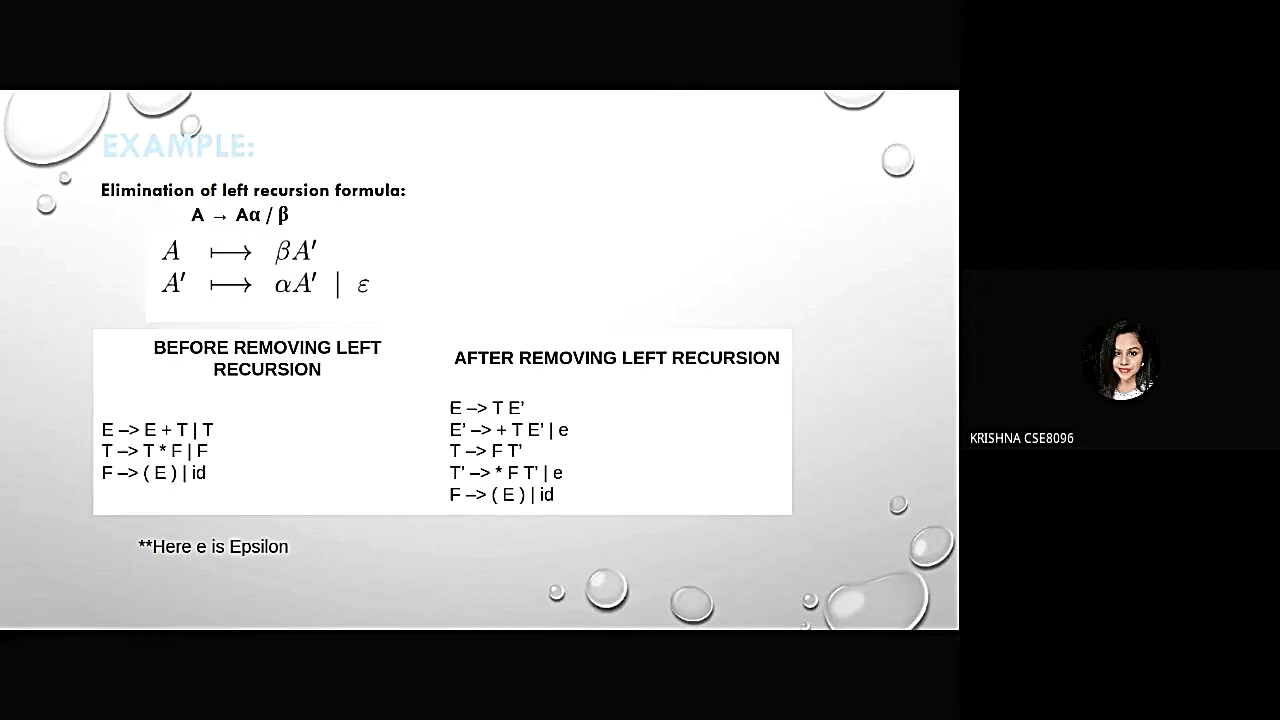 EXAMPLE:
Elimination of left recursion formula:
A → Aα / β
A ⟼ βA′
A′ ⟼ αA′ | ε
BEFORE REMOVING LEFT
RECURSION
E –> E + T | T
T –> T * F | F
F –> ( E ) | id
AFTER REMOVING LEFT RECURSION
E –> T E’
E’ –> + T E’ | e
T –> F T’
T’ –> * F T’ | e
F –> ( E ) | id
**Here e is Epsilon
KRISHNA CSE8096